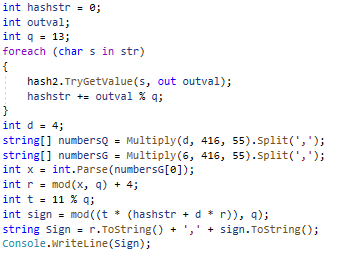 int hashstr = 0;
int outval;
int q = 13;
foreach (char s in str)
{
hash2.TryGetValue(s, out outval);
hashstr += outval % q;
}
int d = 4;
string[] numbersQ = Multiply(d, 416, 55).Split(',');
string[] numbersG = Multiply(6, 416, 55).Split(',');
int x = int.Parse(numbersG[0]);
int r = mod(x, q) + 4;
int t = 11 % q;
int sign = mod((t * (hashstr + d * r)), q);
string Sign = r.ToString() + ',' + sign.ToString();
Console.WriteLine(Sign);